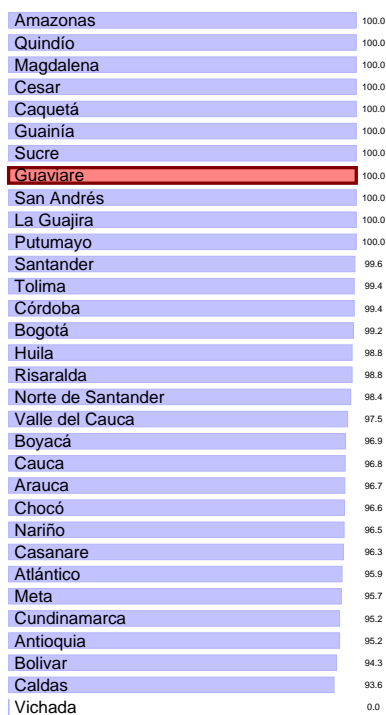 Amazonas 100.0
Quindío 100.0
Magdalena 100.0
Cesar 100.0
Caquetá 100.0
Guainía 100.0
Sucre 100.0
Guaviare 100.0
San Andrés 100.0
La Guajira 100.0
Putumayo 100.0
Santander 99.6
Tolima 99.4
Córdoba 99.4
Bogotá 99.2
Huila 98.8
Risaralda 98.8
Norte de Santander 98.4
Valle del Cauca 97.5
Boyacá 96.9
Cauca 96.8
Arauca 96.7
Chocó 96.6
Nariño 96.5
Casanare 96.3
Atlántico 95.9
Meta 95.7
Cundinamarca 95.2
Antioquia 95.2
Bolivar 94.3
Caldas 93.6
Vichada 0.0